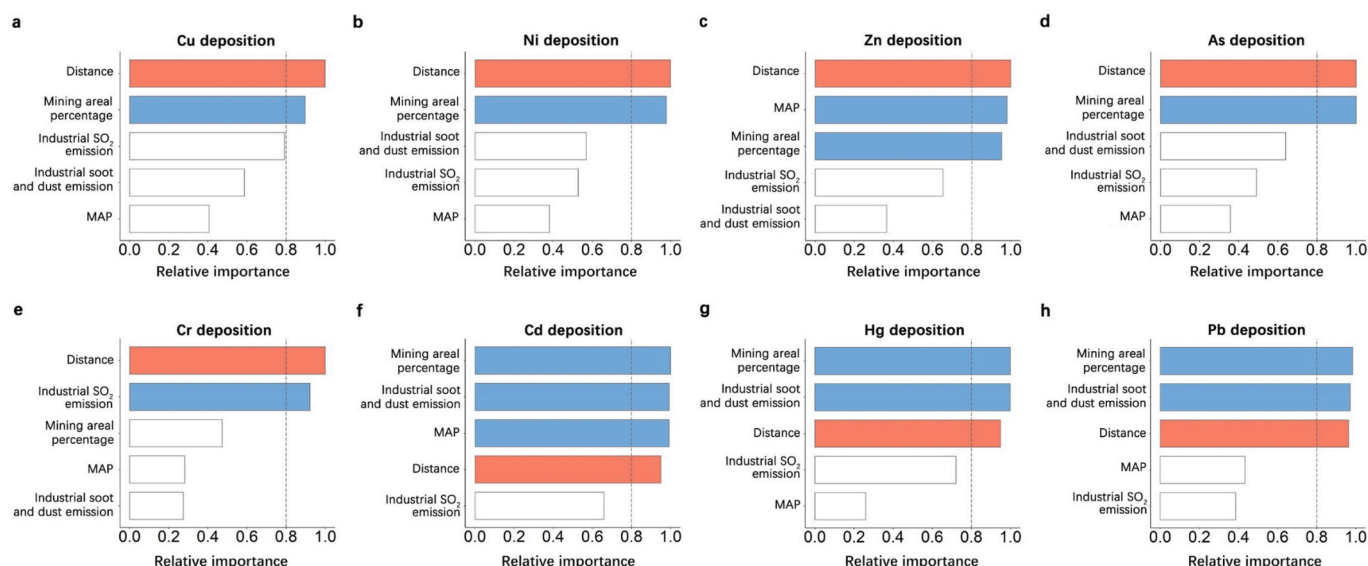 a
Cu deposition
Distance
Mining areal
percentage
Industrial SO₂
emission
Industrial soot
and dust emission
MAP
0.0 0.2 0.4 0.6 0.8 1.0
Relative importance
b
Ni deposition
Distance
Mining areal
percentage
Industrial soot
and dust emission
Industrial SO₂
emission
MAP
0.0 0.2 0.4 0.6 0.8 1.0
Relative importance
c
Zn deposition
Distance
MAP
Mining areal
percentage
Industrial SO₂
emission
Industrial soot
and dust emission
0.0 0.2 0.4 0.6 0.8 1.0
Relative importance
d
As deposition
Distance
Mining areal
percentage
Industrial soot
and dust emission
Industrial SO₂
emission
MAP
0.0 0.2 0.4 0.6 0.8 1.0
Relative importance
e
Cr deposition
Distance
Industrial SO₂
emission
Mining areal
percentage
MAP
Industrial soot
and dust emission
0.0 0.2 0.4 0.6 0.8 1.0
Relative importance
f
Cd deposition
Mining areal
percentage
Industrial soot
and dust emission
MAP
Distance
Industrial SO₂
emission
0.0 0.2 0.4 0.6 0.8 1.0
Relative importance
g
Hg deposition
Mining areal
percentage
Industrial soot
and dust emission
Distance
Industrial SO₂
emission
MAP
0.0 0.2 0.4 0.6 0.8 1.0
Relative importance
h
Pb deposition
Mining areal
percentage
Industrial soot
and dust emission
Distance
MAP
Industrial SO₂
emission
0.0 0.2 0.4 0.6 0.8 1.0
Relative importance